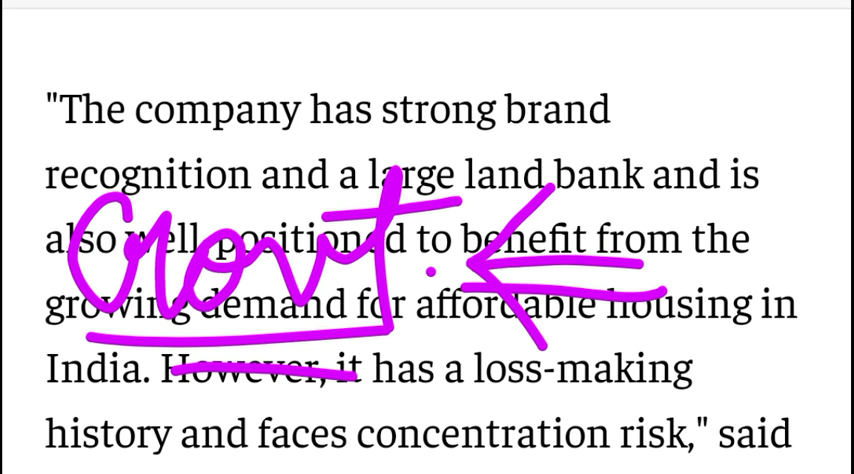 "The company has strong brand
recognition and a large land bank and is
also well-positioned to benefit from the
growing demand for affordable housing in
India. However, it has a loss-making
history and faces concentration risk," said
Govt.